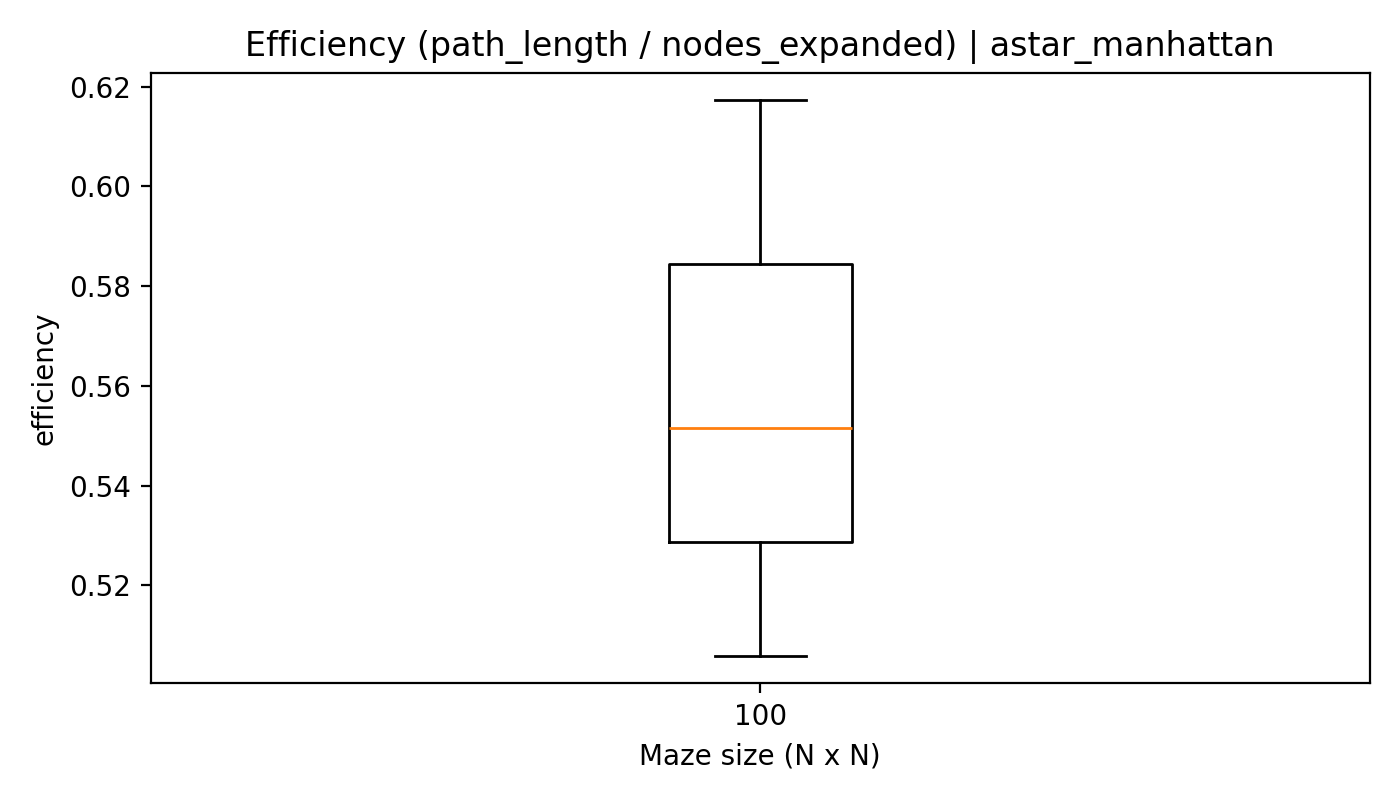 Efficiency (path_length / nodes_expanded) | astar_manhattan
0.62
0.60
0.58
0.56
0.54
0.52
efficiency
100
Maze size (N x N)